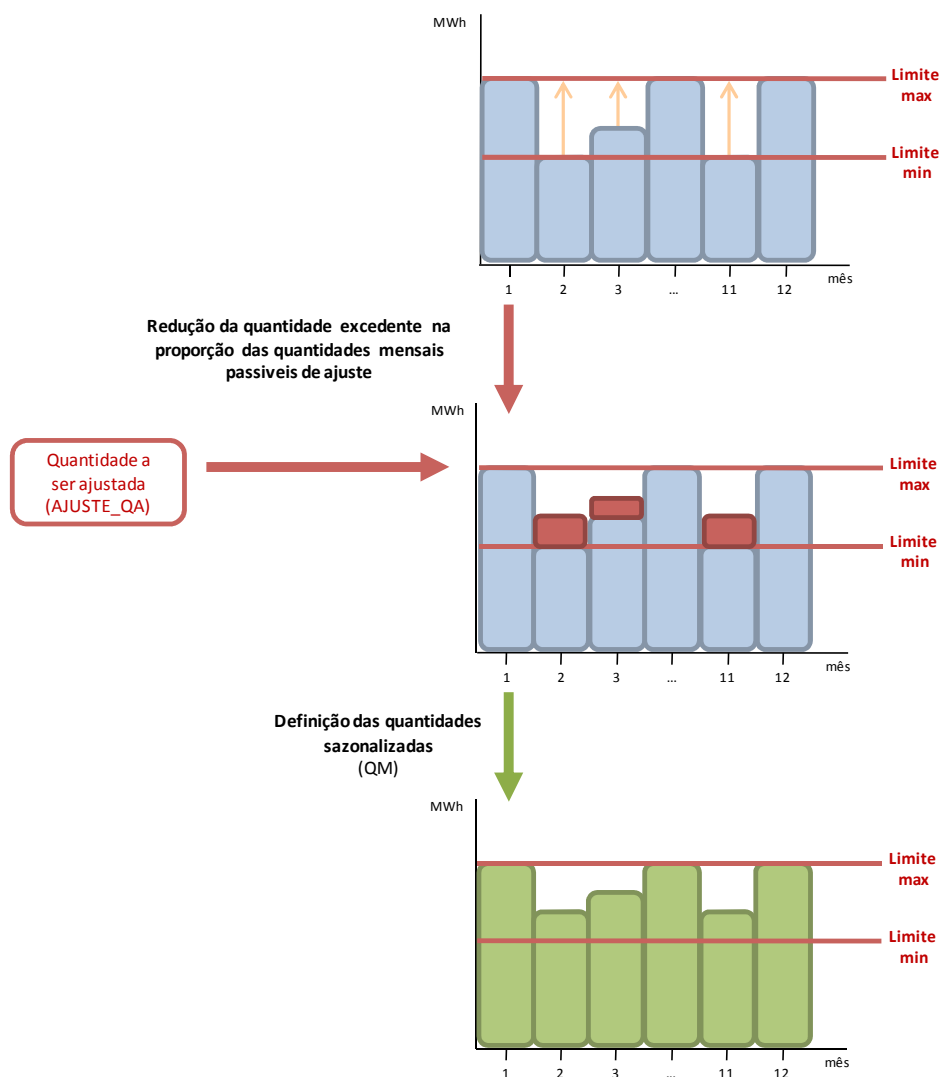 MWh
Limite
max
Limite
min
mês
1
2
3
...
11
12
Redução da quantidade excedente na
proporção das quantidades mensais
passiveis de ajuste
MWh
Quantidade a
ser ajustada
(AJUSTE_QA)
Limite
max
Limite
min
mês
1
2
3
...
11
12
Definição das quantidades
sazonalizadas
(QM)
MWh
Limite
max
Limite
min
mês
1
2
3
...
11
12